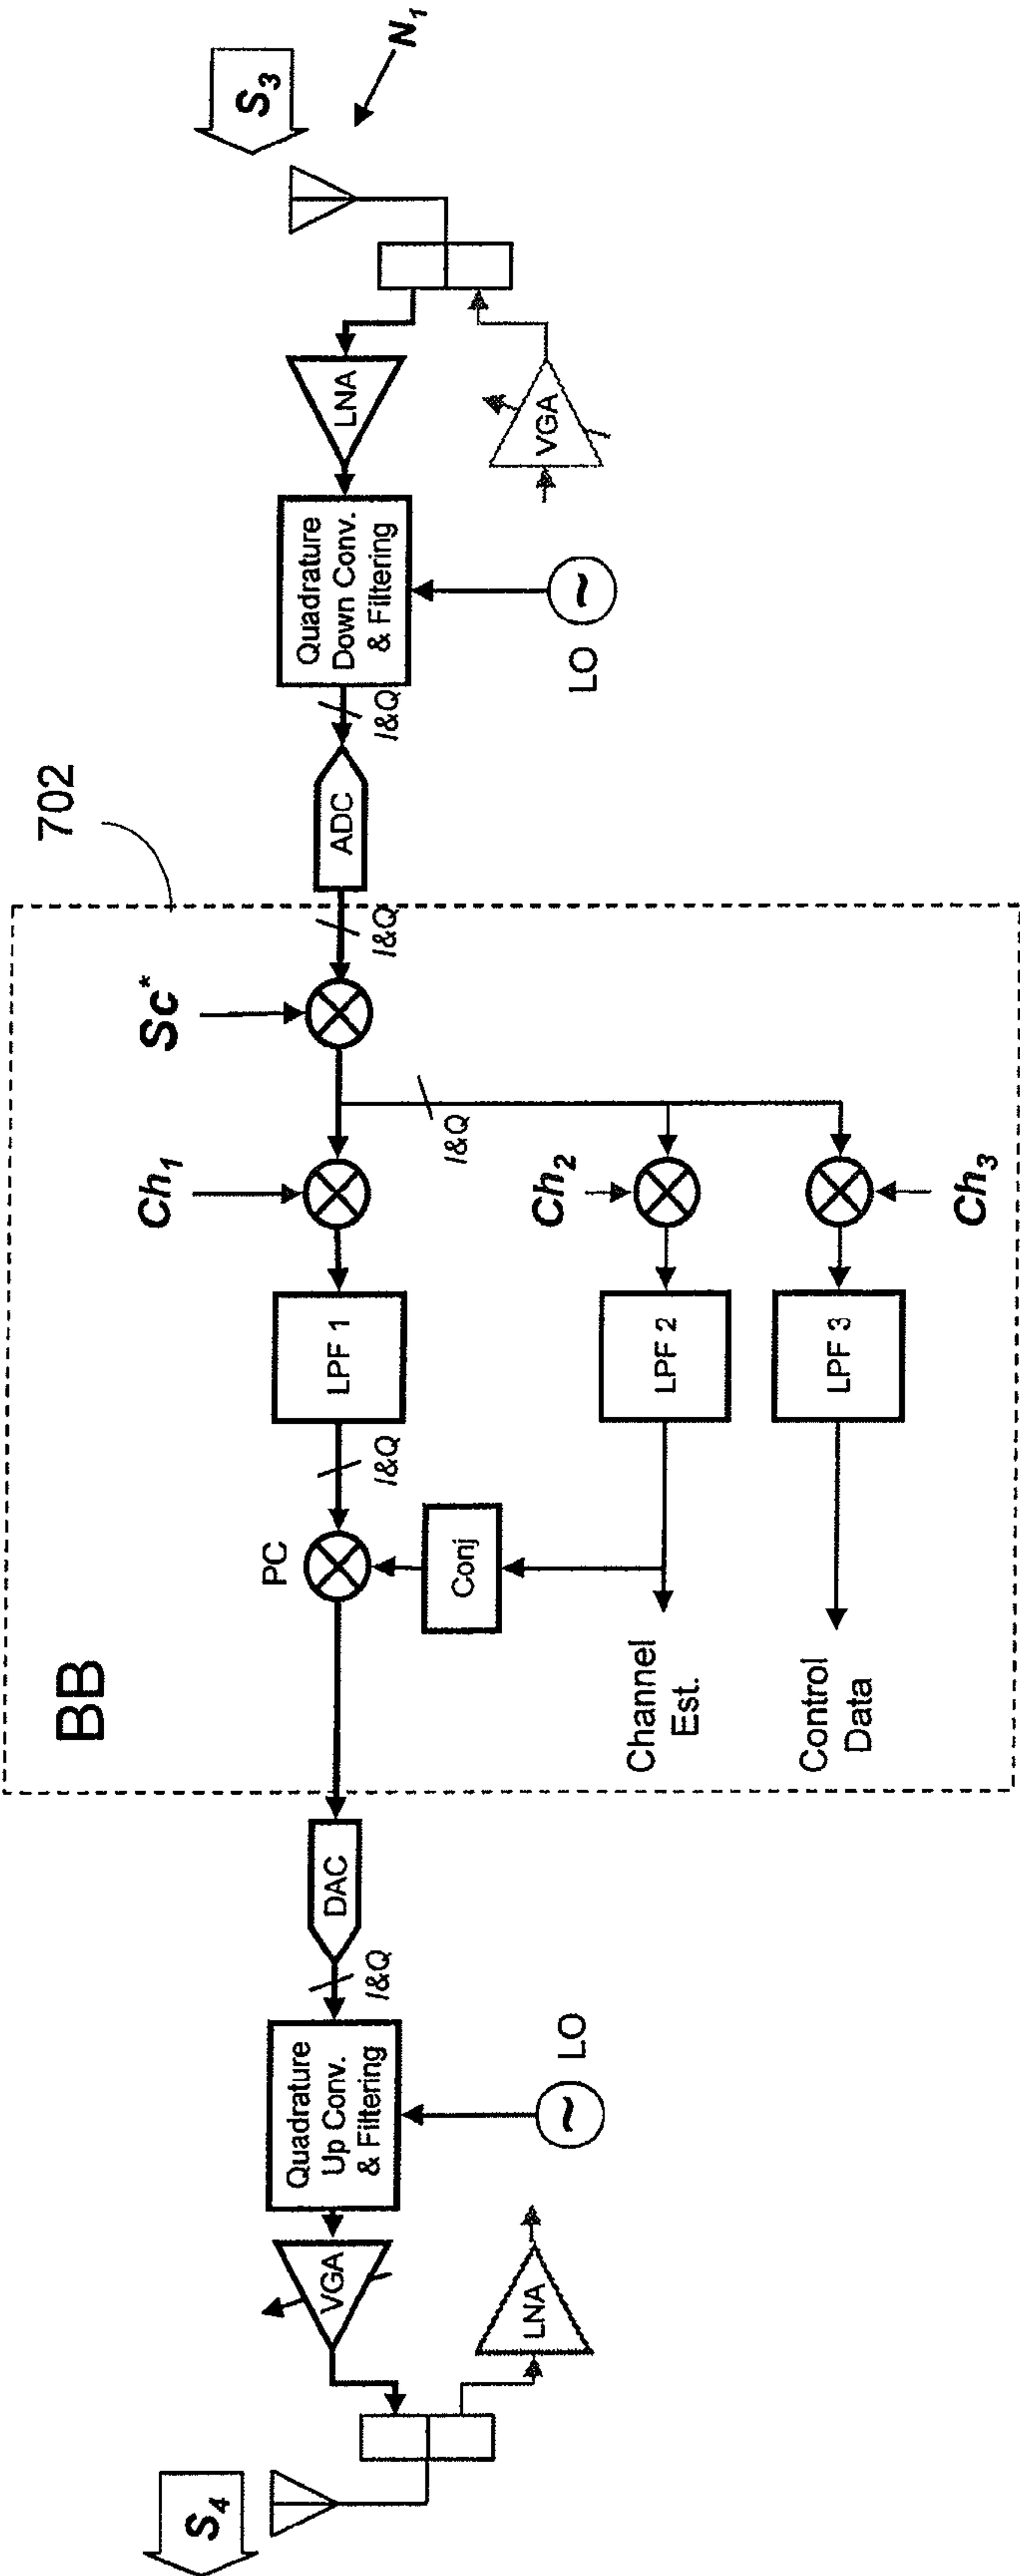 S4
VGA
LNA
Quadrature
Up Conv.
& Filtering
LO
~
I&Q
DAC
BB
PC
Conj
Channel
Est.
Control
Data
I&Q
LPF 1
LPF 2
LPF 3
Ch1
Ch2
Ch3
I&Q
Sc*
I&Q
702
ADC
I&Q
Quadrature
Down Conv.
& Filtering
LO
~
LNA
VGA
S3
N1